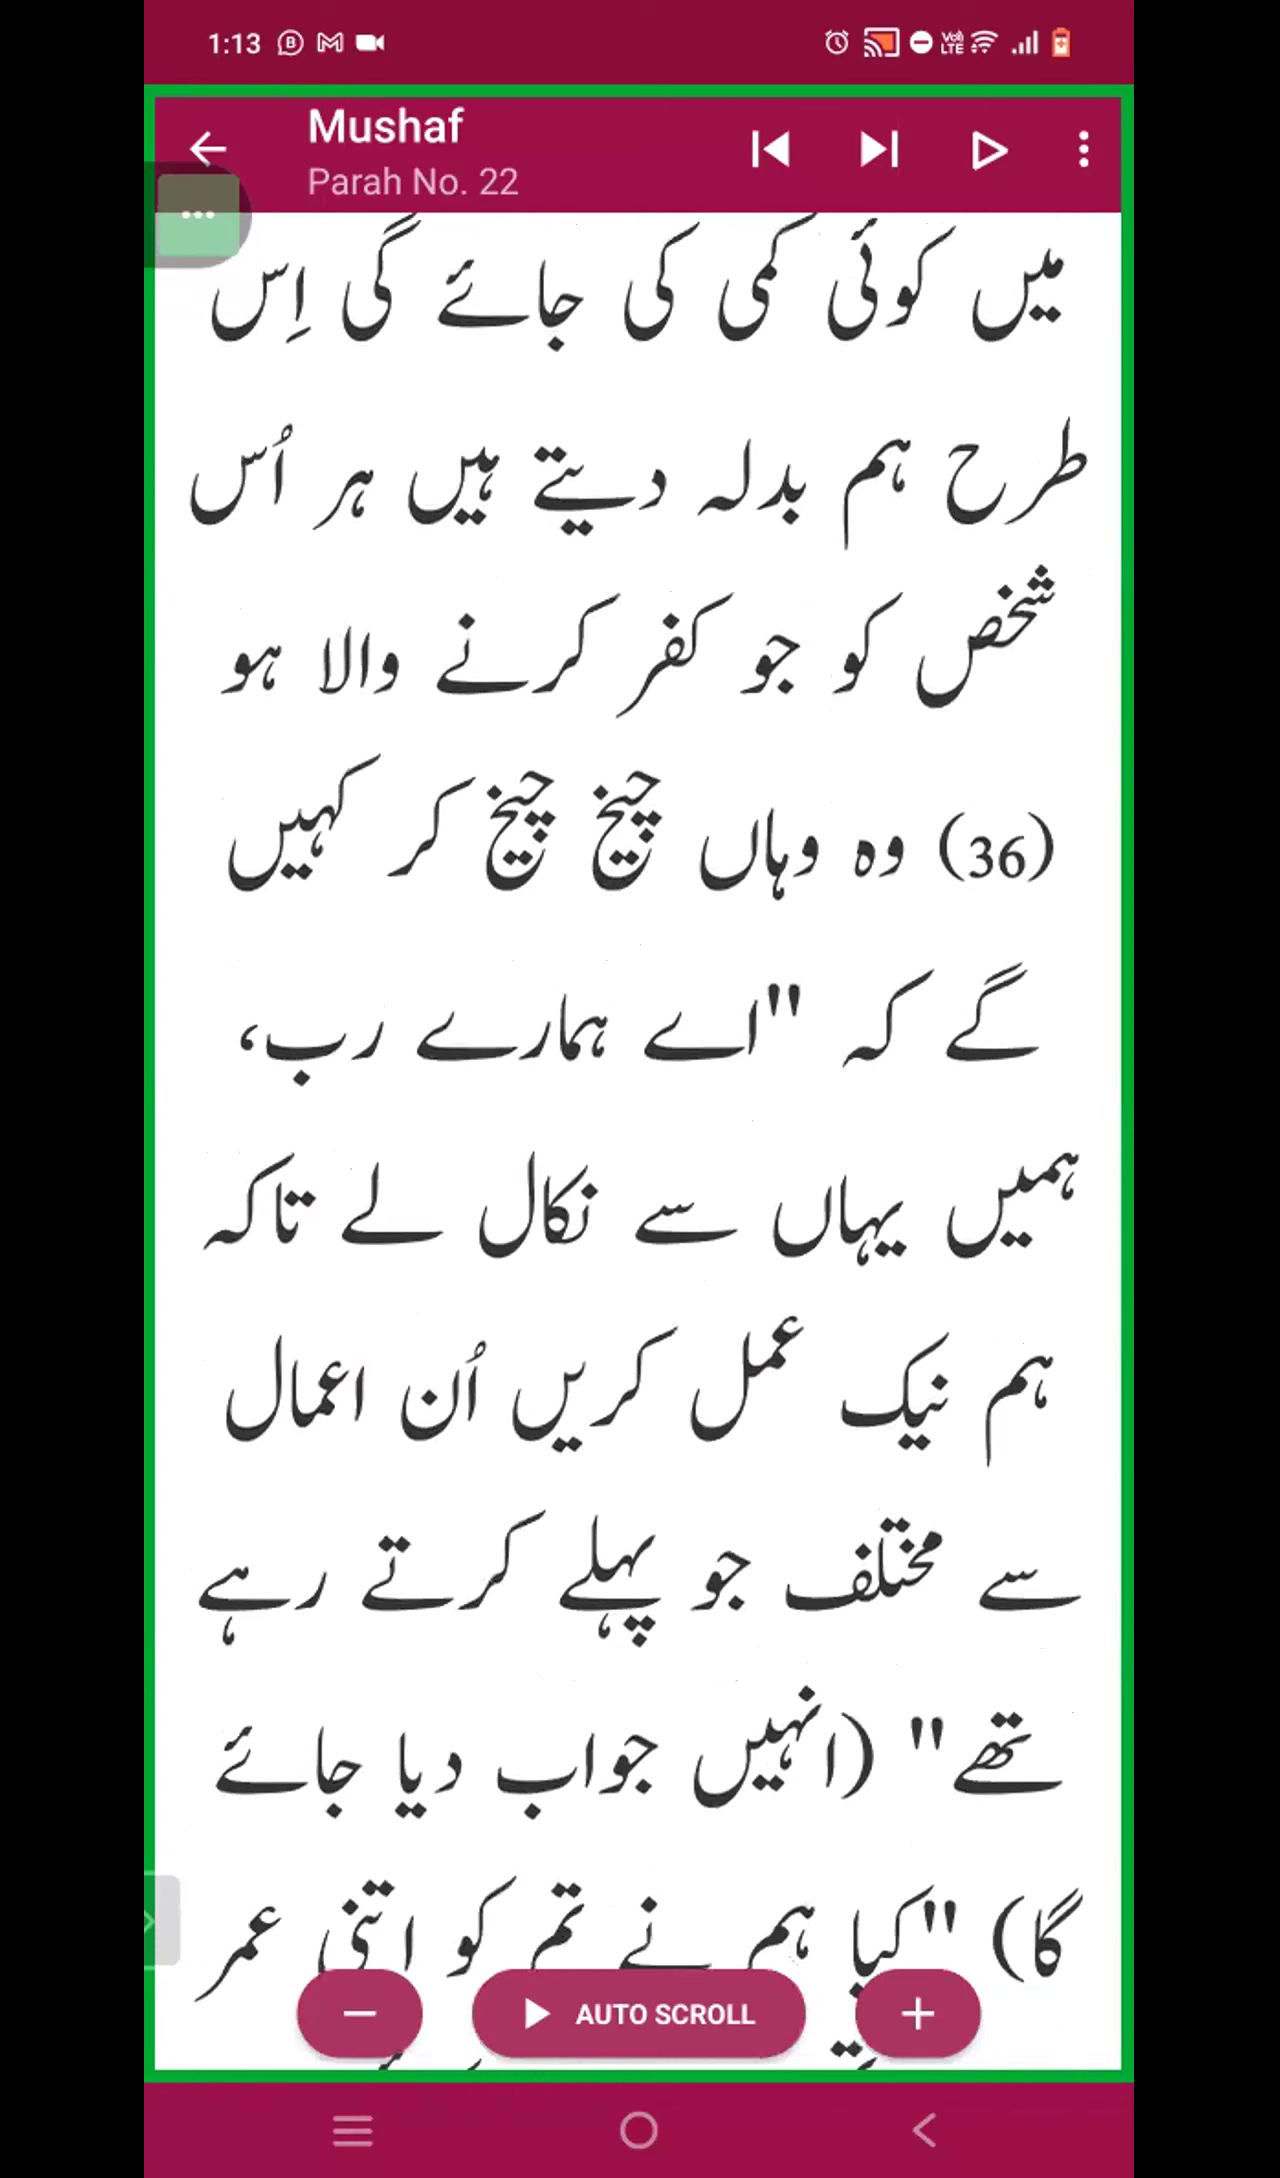 1:13
Mushaf
Parah No. 22
میں کوئی کمی کی جائے گی اِس
طرح ہم بدلہ دیتے ہیں ہر اُس
شخص کو جو کفر کرنے والا ہو
(36) وہ وہاں چیخ چیخ کر کہیں
گے کہ "اے ہمارے رب،
ہمیں یہاں سے نکال لے تاکہ
ہم نیک عمل کریں اُن اعمال
سے مختلف جو پہلے کرتے رہے
تھے" (انہیں جواب دیا جائے
گا) "کیا ہم نے تم کو اتنی عمر
AUTO SCROLL